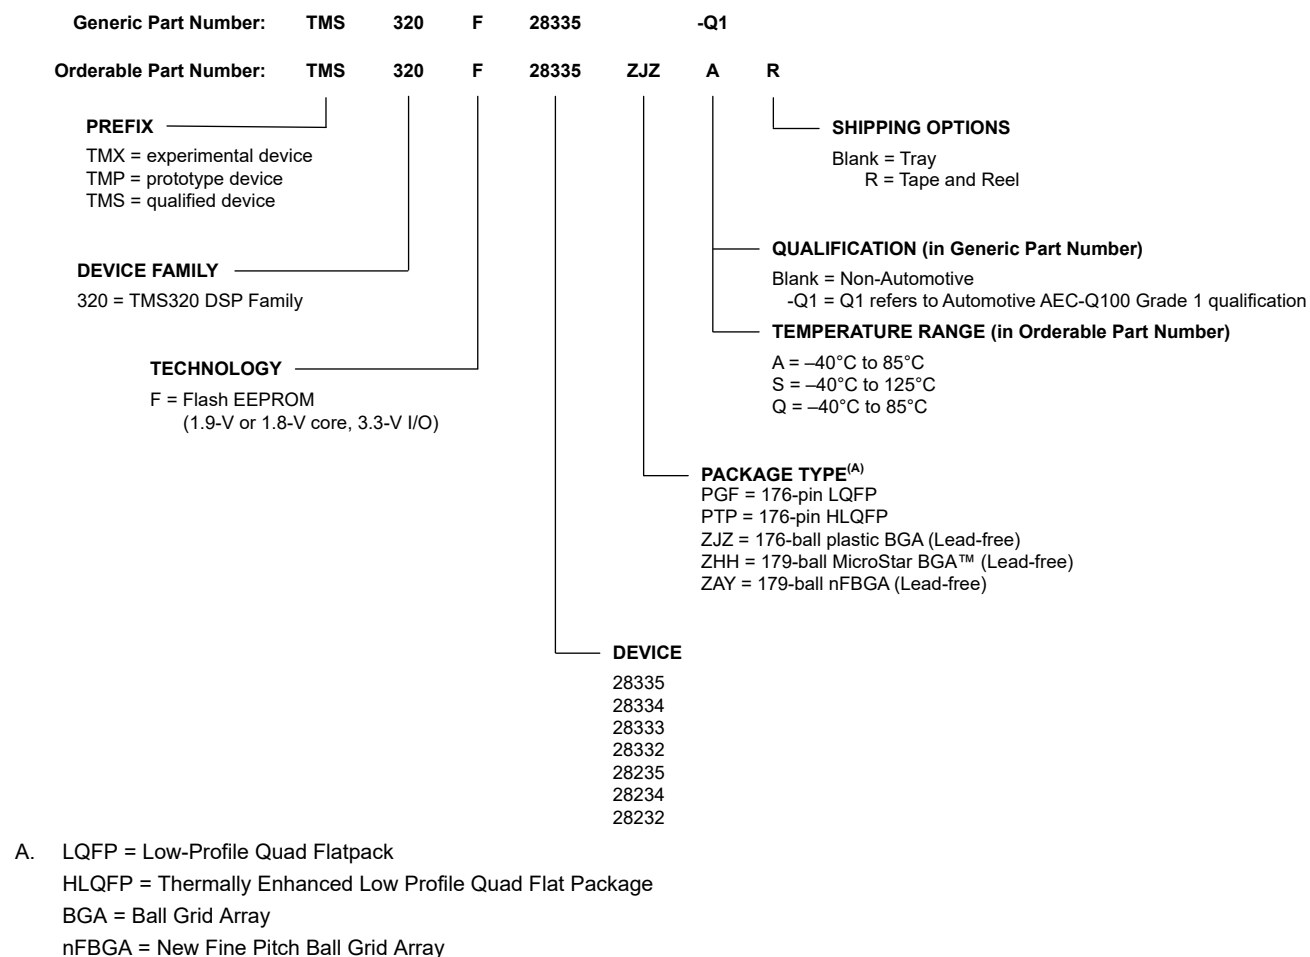 Generic Part Number: TMS 320 F 28335 -Q1
Orderable Part Number: TMS 320 F 28335 ZJZ A R
PREFIX
TMX = experimental device
TMP = prototype device
TMS = qualified device
SHIPPING OPTIONS
Blank = Tray
R = Tape and Reel
DEVICE FAMILY
320 = TMS320 DSP Family
QUALIFICATION (in Generic Part Number)
Blank = Non-Automotive
-Q1 = Q1 refers to Automotive AEC-Q100 Grade 1 qualification
TEMPERATURE RANGE (in Orderable Part Number)
A = –40°C to 85°C
S = –40°C to 125°C
Q = –40°C to 85°C
TECHNOLOGY
F = Flash EEPROM
(1.9-V or 1.8-V core, 3.3-V I/O)
PACKAGE TYPE(A)
PGF = 176-pin LQFP
PTP = 176-pin HLQFP
ZJZ = 176-ball plastic BGA (Lead-free)
ZHH = 179-ball MicroStar BGA™ (Lead-free)
ZAY = 179-ball nFBGA (Lead-free)
DEVICE
28335
28334
28333
28332
28235
28234
28232
A. LQFP = Low-Profile Quad Flatpack
HLQFP = Thermally Enhanced Low Profile Quad Flat Package
BGA = Ball Grid Array
nFBGA = New Fine Pitch Ball Grid Array